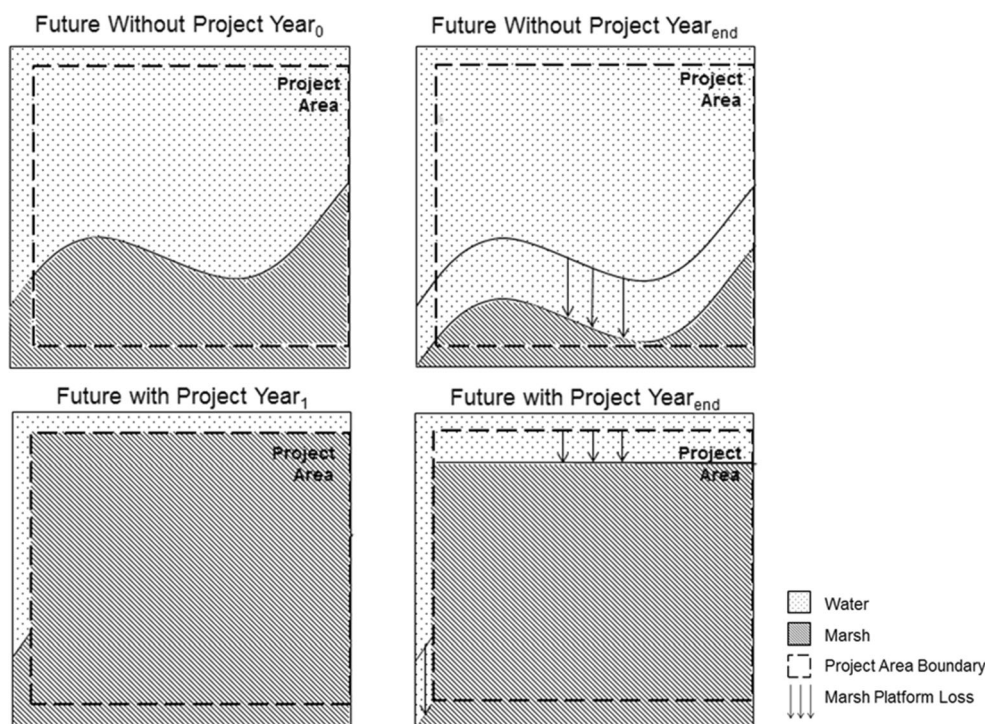 Future Without Project Year0
Future Without Project Yearend
Project
Area
Project
Area
Future with Project Year1
Future with Project Yearend
Project
Area
Project
Area
Water
Marsh
Project Area Boundary
Marsh Platform Loss